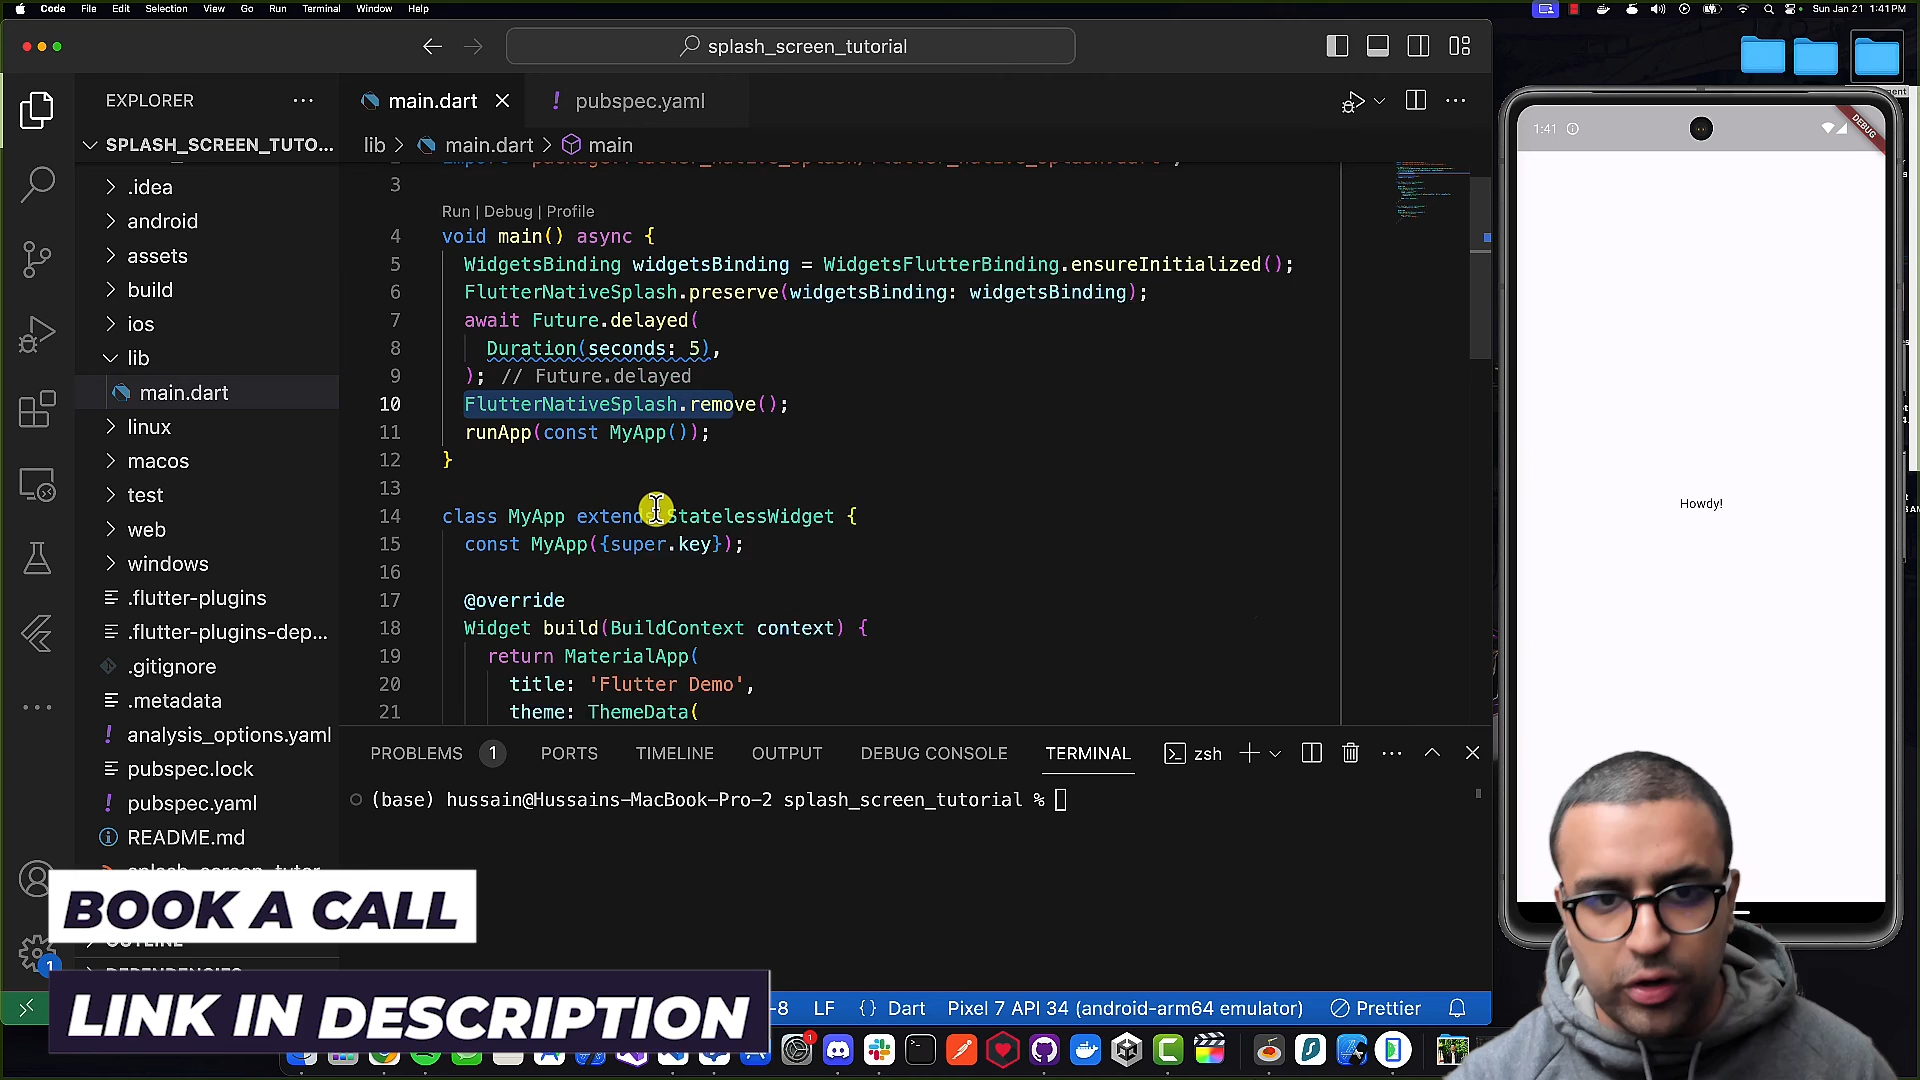 Code File Edit Selection View Go Run Terminal Window Help
Sun Jan 21 1:41 PM
splash_screen_tutorial
EXPLORER
main.dart
pubspec.yaml
SPLASH_SCREEN_TUTO...
lib > main.dart > main
.idea
android
assets
build
ios
lib
main.dart
linux
macos
test
web
windows
.flutter-plugins
.flutter-plugins-dep...
.gitignore
.metadata
analysis_options.yaml
pubspec.lock
pubspec.yaml
README.md
3
Run | Debug | Profile
4 void main() async {
5 WidgetsBinding widgetsBinding = WidgetsFlutterBinding.ensureInitialized();
6 FlutterNativeSplash.preserve(widgetsBinding: widgetsBinding);
7 await Future.delayed(
8 Duration(seconds: 5),
9 ); // Future.delayed
10 FlutterNativeSplash.remove();
11 runApp(const MyApp());
12 }
13
14 class MyApp extends StatelessWidget {
15 const MyApp({super.key});
16
17 @override
18 Widget build(BuildContext context) {
19 return MaterialApp(
20 title: 'Flutter Demo',
21 theme: ThemeData(
PROBLEMS 1 PORTS TIMELINE OUTPUT DEBUG CONSOLE TERMINAL zsh
(base) hussain@Hussains-MacBook-Pro-2 splash_screen_tutorial %
1:41
DEBUG
Howdy!
BOOK A CALL
OUTLINE
1
LINK IN DESCRIPTION
-8 LF {} Dart Pixel 7 API 34 (android-arm64 emulator) Prettier
1